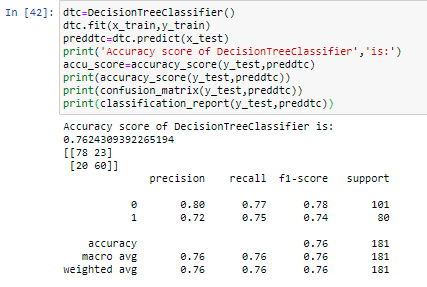 In [42]: dtc=DecisionTreeClassifier()
dtc.fit(x_train,y_train)
preddtc=dtc.predict(x_test)
print('Accuracy score of DecisionTreeClassifier','is:')
accu_score=accuracy_score(y_test,preddtc)
print(accuracy_score(y_test,preddtc))
print(confusion_matrix(y_test,preddtc))
print(classification_report(y_test,preddtc))
Accuracy score of DecisionTreeClassifier is:
0.7624309392265194
[[78 23]
[20 60]]
precision recall f1-score support
0 0.80 0.77 0.78 101
1 0.72 0.75 0.74 80
accuracy 0.76 181
macro avg 0.76 0.76 0.76 181
weighted avg 0.76 0.76 0.76 181